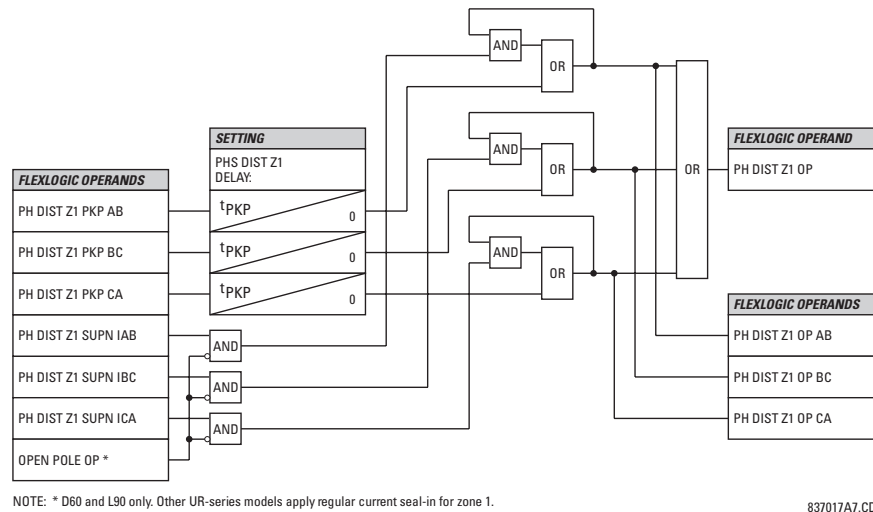 AND
OR
SETTING
PHS DIST Z1
DELAY:
AND
OR
OR
FLEXLOGIC OPERAND
PH DIST Z1 OP
FLEXLOGIC OPERANDS
PH DIST Z1 PKP AB
tPKP
0
PH DIST Z1 PKP BC
tPKP
0
AND
OR
PH DIST Z1 PKP CA
tPKP
0
FLEXLOGIC OPERANDS
PH DIST Z1 SUPN IAB
AND
PH DIST Z1 OP AB
PH DIST Z1 SUPN IBC
AND
PH DIST Z1 OP BC
PH DIST Z1 SUPN ICA
AND
PH DIST Z1 OP CA
OPEN POLE OP *
NOTE: * D60 and L90 only. Other UR-series models apply regular current seal-in for zone 1.
837017A7.CD